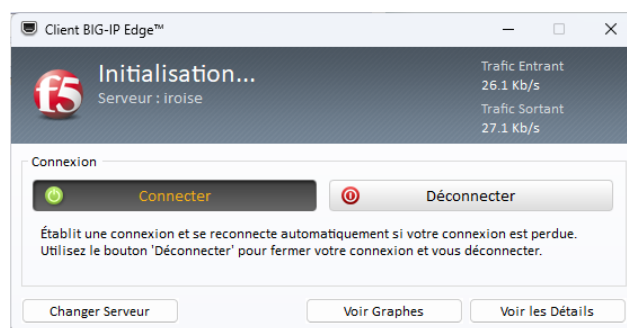 Client BIG-IP Edge™
f5
Initialisation...
Serveur : iroise
Trafic Entrant
26.1 Kb/s
Trafic Sortant
27.1 Kb/s
Connexion
Connecter
Déconnecter
Établit une connexion et se reconnecte automatiquement si votre connexion est perdue.
Utilisez le bouton 'Déconnecter' pour fermer votre connexion et vous déconnecter.
Changer Serveur
Voir Graphes
Voir les Détails